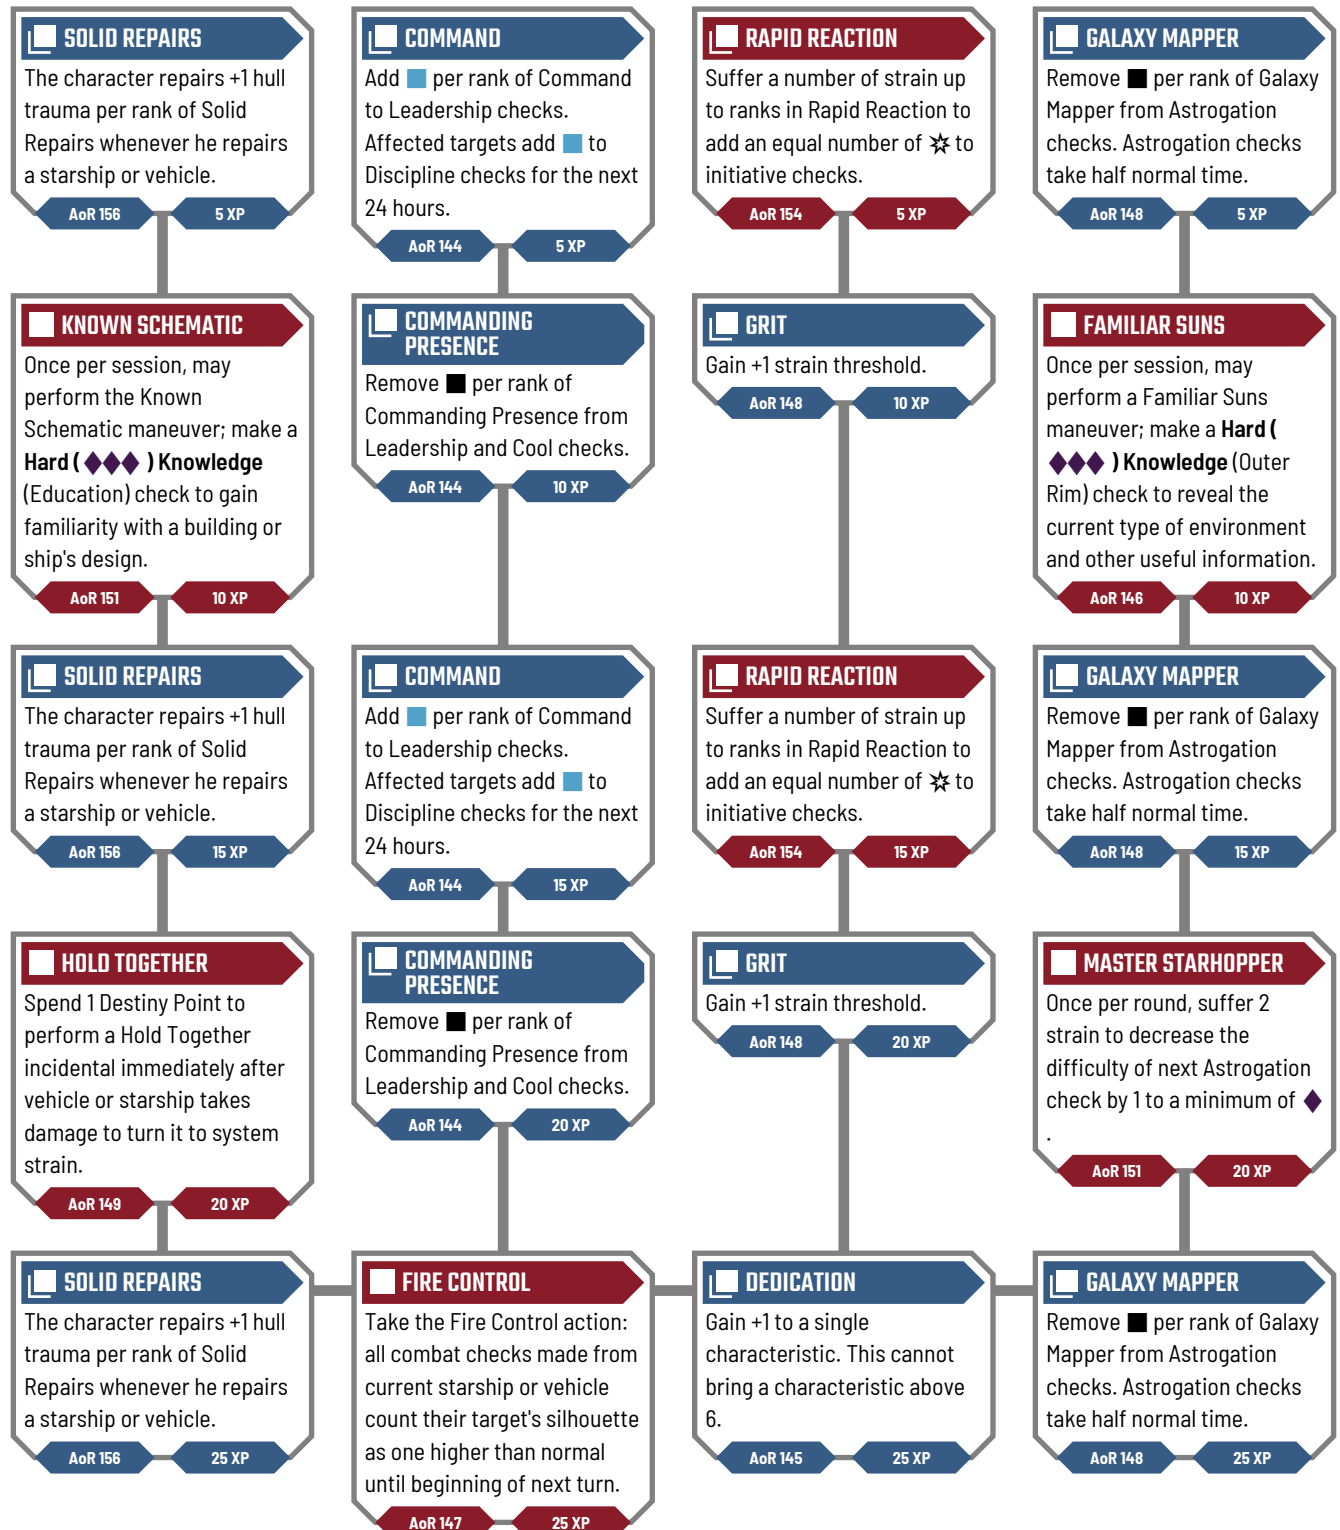 SOLID REPAIRS
The character repairs +1 hull
trauma per rank of Solid
Repairs whenever he repairs
a starship or vehicle.
AoR 156 5 XP
COMMAND
Add per rank of Command
to Leadership checks.
Affected targets add to
Discipline checks for the next
24 hours.
AoR 144 5 XP
RAPID REACTION
Suffer a number of strain up
to ranks in Rapid Reaction to
add an equal number of to
initiative checks.
AoR 154 5 XP
GALAXY MAPPER
Remove per rank of Galaxy
Mapper from Astrogation
checks. Astrogation checks
take half normal time.
AoR 148 5 XP
KNOWN SCHEMATIC
Once per session, may
perform the Known
Schematic maneuver; make a
Hard ( ◆◆◆ ) Knowledge
(Education) check to gain
familiarity with a building or
ship's design.
AoR 151 10 XP
COMMANDING
PRESENCE
Remove per rank of
Commanding Presence from
Leadership and Cool checks.
AoR 144 10 XP
GRIT
Gain +1 strain threshold.
AoR 148 10 XP
FAMILIAR SUNS
Once per session, may
perform a Familiar Suns
maneuver; make a Hard (
◆◆◆ ) Knowledge (Outer
Rim) check to reveal the
current type of environment
and other useful information.
AoR 146 10 XP
SOLID REPAIRS
The character repairs +1 hull
trauma per rank of Solid
Repairs whenever he repairs
a starship or vehicle.
AoR 156 15 XP
COMMAND
Add per rank of Command
to Leadership checks.
Affected targets add to
Discipline checks for the next
24 hours.
AoR 144 15 XP
RAPID REACTION
Suffer a number of strain up
to ranks in Rapid Reaction to
add an equal number of to
initiative checks.
AoR 154 15 XP
GALAXY MAPPER
Remove per rank of Galaxy
Mapper from Astrogation
checks. Astrogation checks
take half normal time.
AoR 148 15 XP
HOLD TOGETHER
Spend 1 Destiny Point to
perform a Hold Together
incidental immediately after
vehicle or starship takes
damage to turn it to system
strain.
AoR 149 20 XP
COMMANDING
PRESENCE
Remove per rank of
Commanding Presence from
Leadership and Cool checks.
AoR 144 20 XP
GRIT
Gain +1 strain threshold.
AoR 148 20 XP
MASTER STARHOPPER
Once per round, suffer 2
strain to decrease the
difficulty of next Astrogation
check by 1 to a minimum of ◆
.
AoR 151 20 XP
SOLID REPAIRS
The character repairs +1 hull
trauma per rank of Solid
Repairs whenever he repairs
a starship or vehicle.
AoR 156 25 XP
FIRE CONTROL
Take the Fire Control action:
all combat checks made from
current starship or vehicle
count their target's silhouette
as one higher than normal
until beginning of next turn.
AoR 147 25 XP
DEDICATION
Gain +1 to a single
characteristic. This cannot
bring a characteristic above
6.
AoR 145 25 XP
GALAXY MAPPER
Remove per rank of Galaxy
Mapper from Astrogation
checks. Astrogation checks
take half normal time.
AoR 148 25 XP